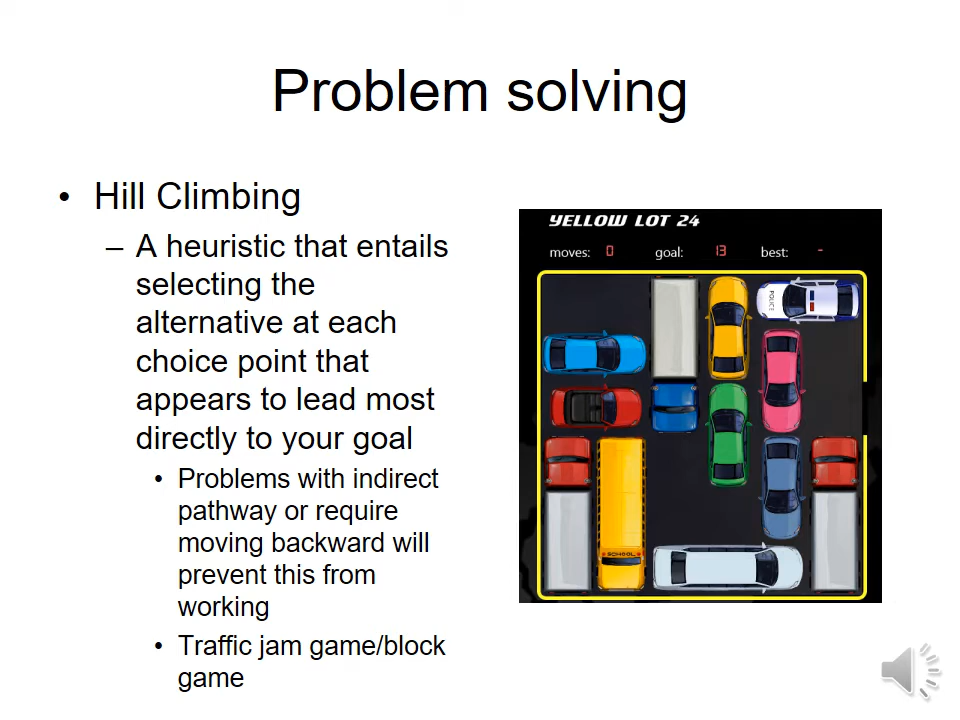 Problem solving
• Hill Climbing
– A heuristic that entails
selecting the
alternative at each
choice point that
appears to lead most
directly to your goal
• Problems with indirect
pathway or require
moving backward will
prevent this from
working
• Traffic jam game/block
game
YELLOW LOT 24
moves: 0 goal: 13 best: -
POLICE
SCHOOL